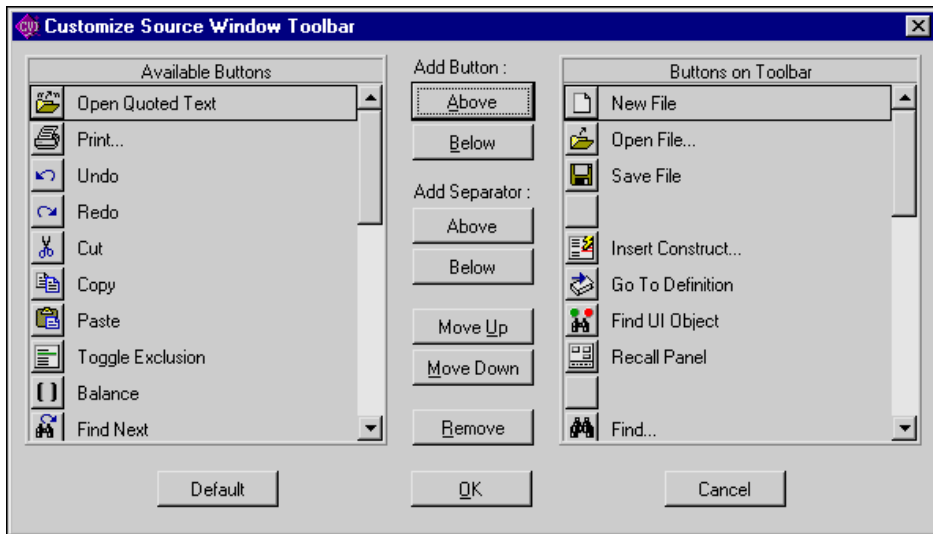 CVI Customize Source Window Toolbar
Available Buttons
Open Quoted Text
Print...
Undo
Redo
Cut
Copy
Paste
Toggle Exclusion
Balance
Find Next
Add Button :
Above
Below
Add Separator :
Above
Below
Move Up
Move Down
Remove
Buttons on Toolbar
New File
Open File...
Save File
Insert Construct...
Go To Definition
Find UI Object
Recall Panel
Find...
Default
OK
Cancel